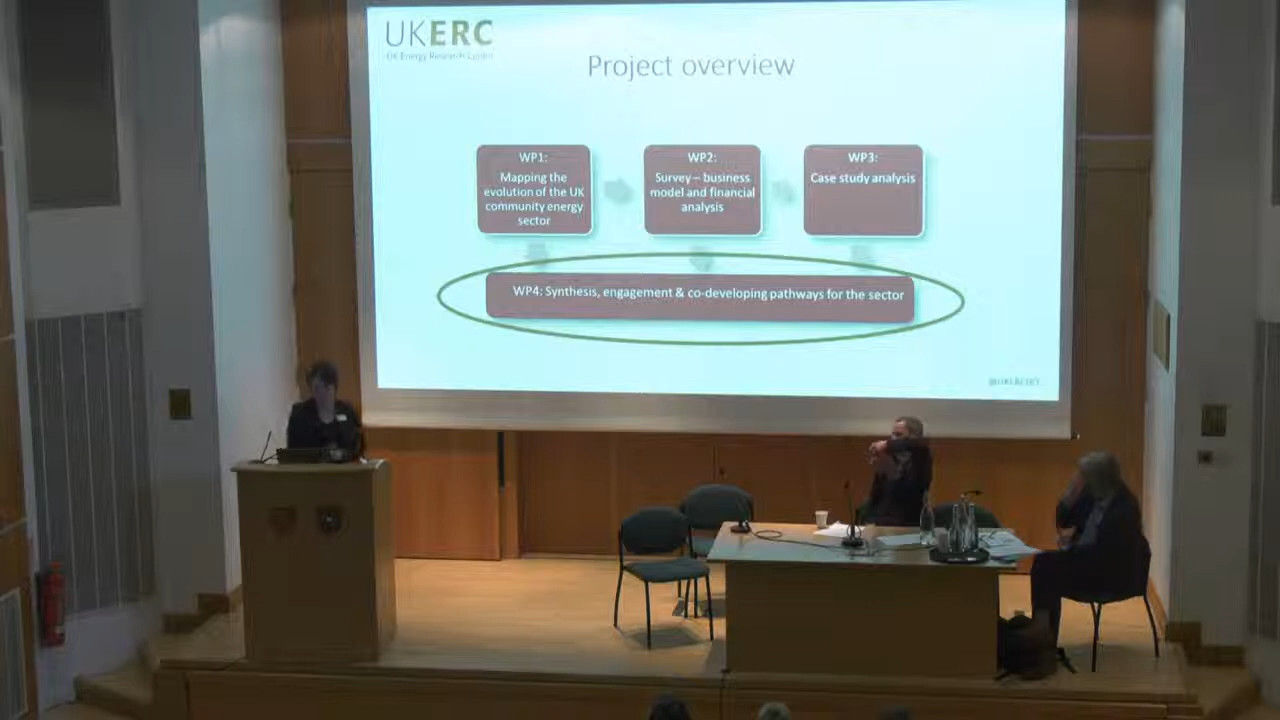 UKERC
UK Energy Research Centre
Project overview
WP1:
Mapping the
evolution of the UK
community energy
sector
WP2:
Survey – business
model and financial
analysis
WP3:
Case study analysis
WP4: Synthesis, engagement & co-developing pathways for the sector